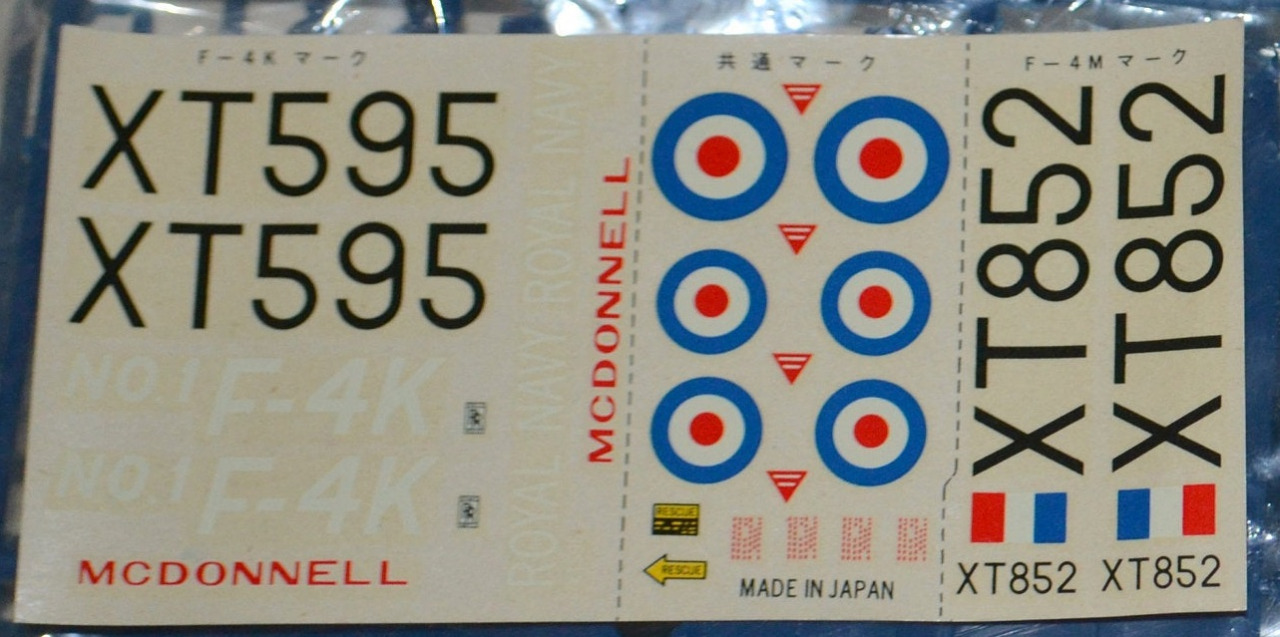 F-4K マーク
XT595
XT595
NO.1 F-4K
NO.1 F-4K
MCDONNELL
ROYAL NAVY ROYAL NAVY
MCDONNELL
共通マーク
RESCUE
RESCUE
MADE IN JAPAN
F-4M マーク
XT852
XT852
XT852
XT852